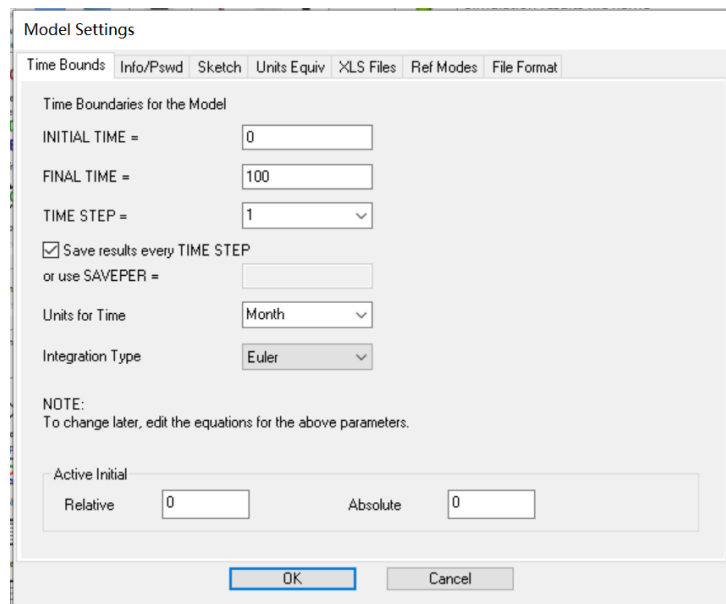 Model Settings
Time Bounds Info/Pswd Sketch Units Equiv XLS Files Ref Modes File Format
Time Boundaries for the Model
INITIAL TIME = 0
FINAL TIME = 100
TIME STEP = 1
Save results every TIME STEP
or use SAVEPER =
Units for Time Month
Integration Type Euler
NOTE:
To change later, edit the equations for the above parameters.
Active Initial
Relative 0 Absolute 0
OK Cancel